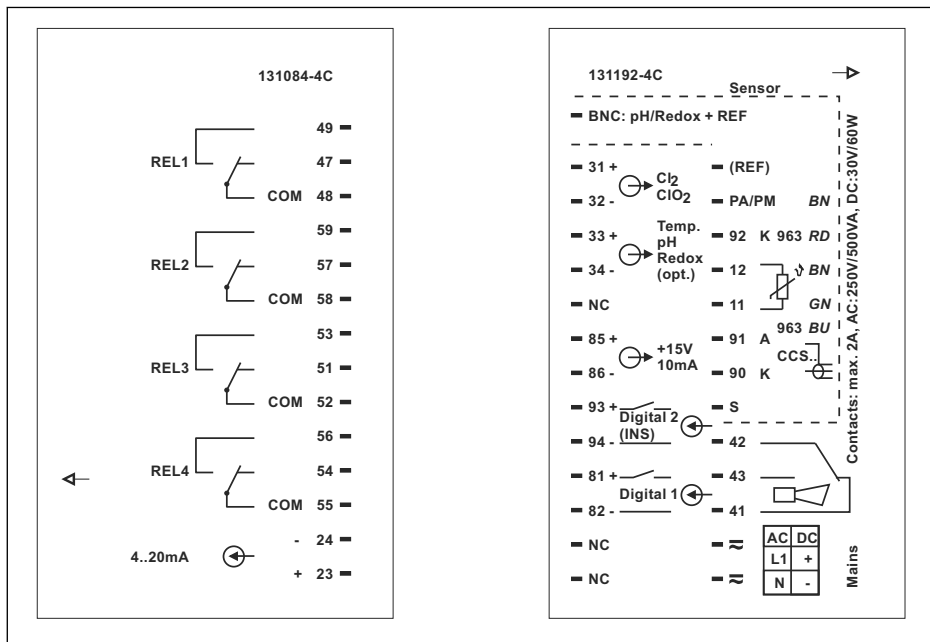 131084-4C
49
REL1 47
COM 48
59
REL2 57
COM 58
53
REL3 51
COM 52
56
REL4 54
COM 55
- 24
4..20mA
+ 23
131192-4C
Sensor
BNC: pH/Redox + REF
31 +
32 -
Cl2
ClO2
33 +
34 -
Temp.
pH
Redox
(opt.)
NC
85 +
86 -
+15V
10mA
93 +
94 -
Digital 2
(INS)
81 +
82 -
Digital 1
NC
NC
(REF)
PA/PM BN
92 K 963 RD
12 BN
11 GN
963 BU
91 A
CCS..
90 K
S
42
43
41
AC DC
L1 +
N -
Contacts: max. 2A, AC:250V/500VA, DC:30V/60W
Mains